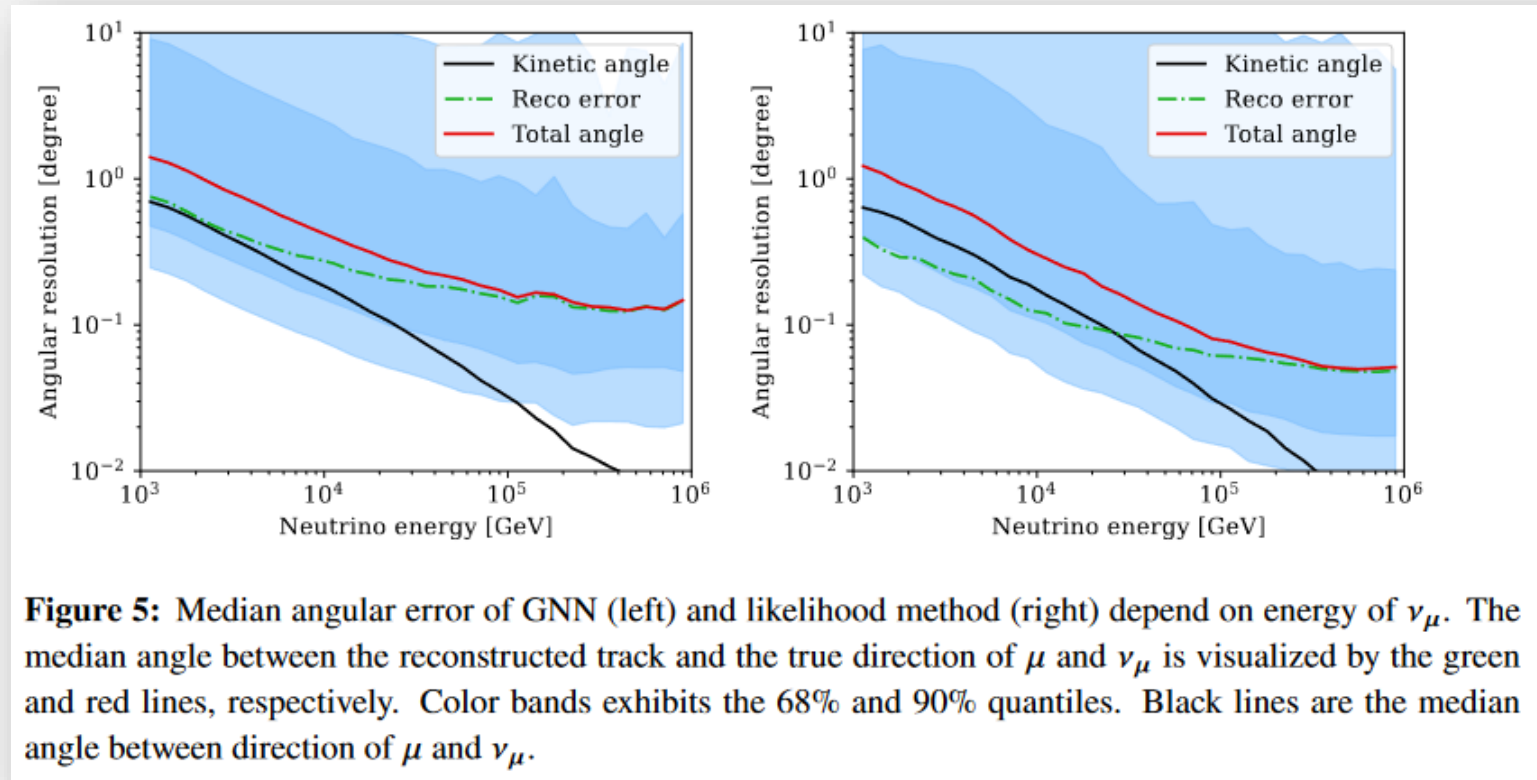 10¹
10⁰
10⁻¹
10⁻²
Angular resolution [degree]
Kinetic angle
Reco error
Total angle
10³ 10⁴ 10⁵ 10⁶
Neutrino energy [GeV]
10¹
10⁰
10⁻¹
10⁻²
Angular resolution [degree]
Kinetic angle
Reco error
Total angle
10³ 10⁴ 10⁵ 10⁶
Neutrino energy [GeV]
Figure 5: Median angular error of GNN (left) and likelihood method (right) depend on energy of νμ. The
median angle between the reconstructed track and the true direction of μ and νμ is visualized by the green
and red lines, respectively. Color bands exhibits the 68% and 90% quantiles. Black lines are the median
angle between direction of μ and νμ.